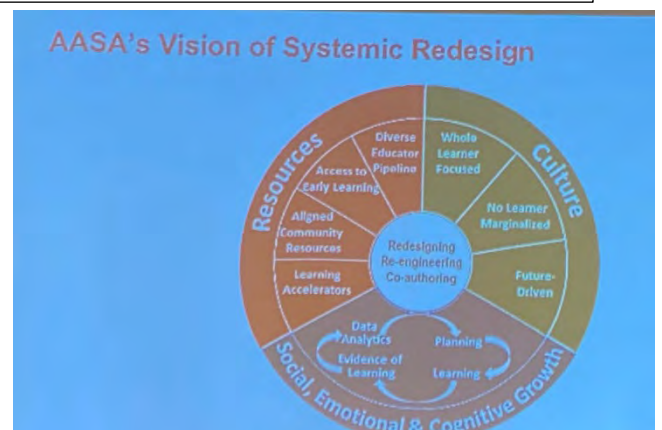 AASA's Vision of Systemic Redesign
Resources
Culture
Diverse
Educator
Pipeline
Whole
Learner
Focused
Access to
Early Learning
No Learner
Marginalized
Aligned
Community
Resources
Redesigning
Re-engineering
Co-authoring
Learning
Accelerators
Future-
Driven
Data
Analytics
Planning
Evidence of
Learning
Learning
Social, Emotional & Cognitive Growth